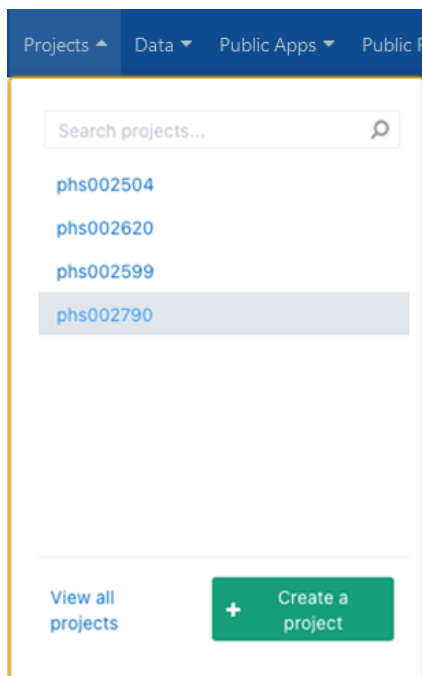 Projects Data Public Apps Public
Search projects...
phs002504
phs002620
phs002599
phs002790
View all
projects
+ Create a
project